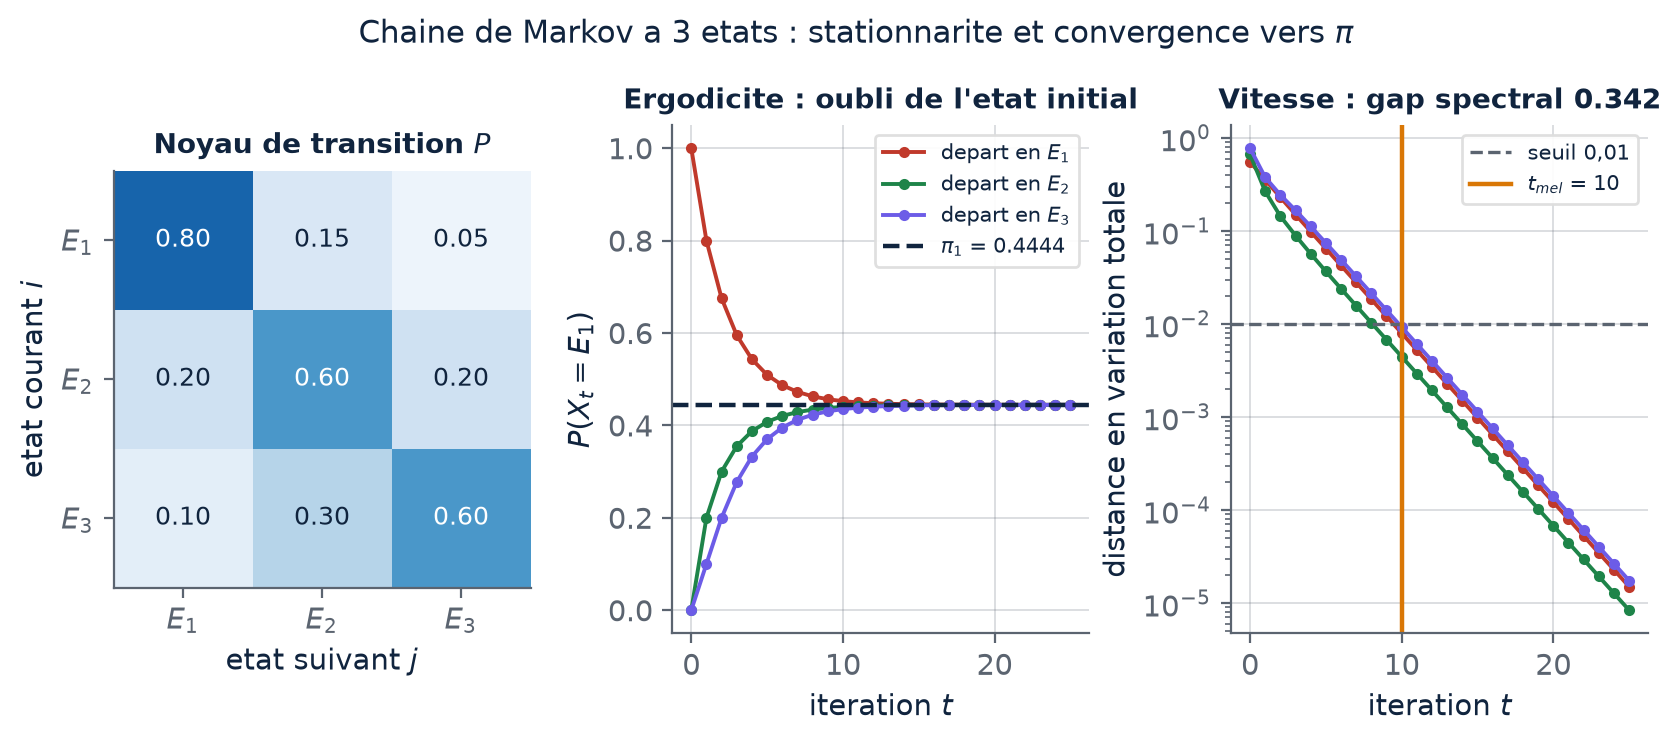 Chaine de Markov a 3 etats : stationnarite et convergence vers π
Noyau de transition P
etat courant i
E₁
E₂
E₃
0.80 0.15 0.05
0.20 0.60 0.20
0.10 0.30 0.60
E₁ E₂ E₃
etat suivant j
Ergodicite : oubli de l'etat initial
P(Xₜ = E₁)
1.0
0.8
0.6
0.4
0.2
0.0
depart en E₁
depart en E₂
depart en E₃
π₁ = 0.4444
0 10 20
iteration t
Vitesse : gap spectral 0.342
distance en variation totale
10⁰
10⁻¹
10⁻²
10⁻³
10⁻⁴
10⁻⁵
seuil 0,01
t_mel = 10
0 10 20
iteration t